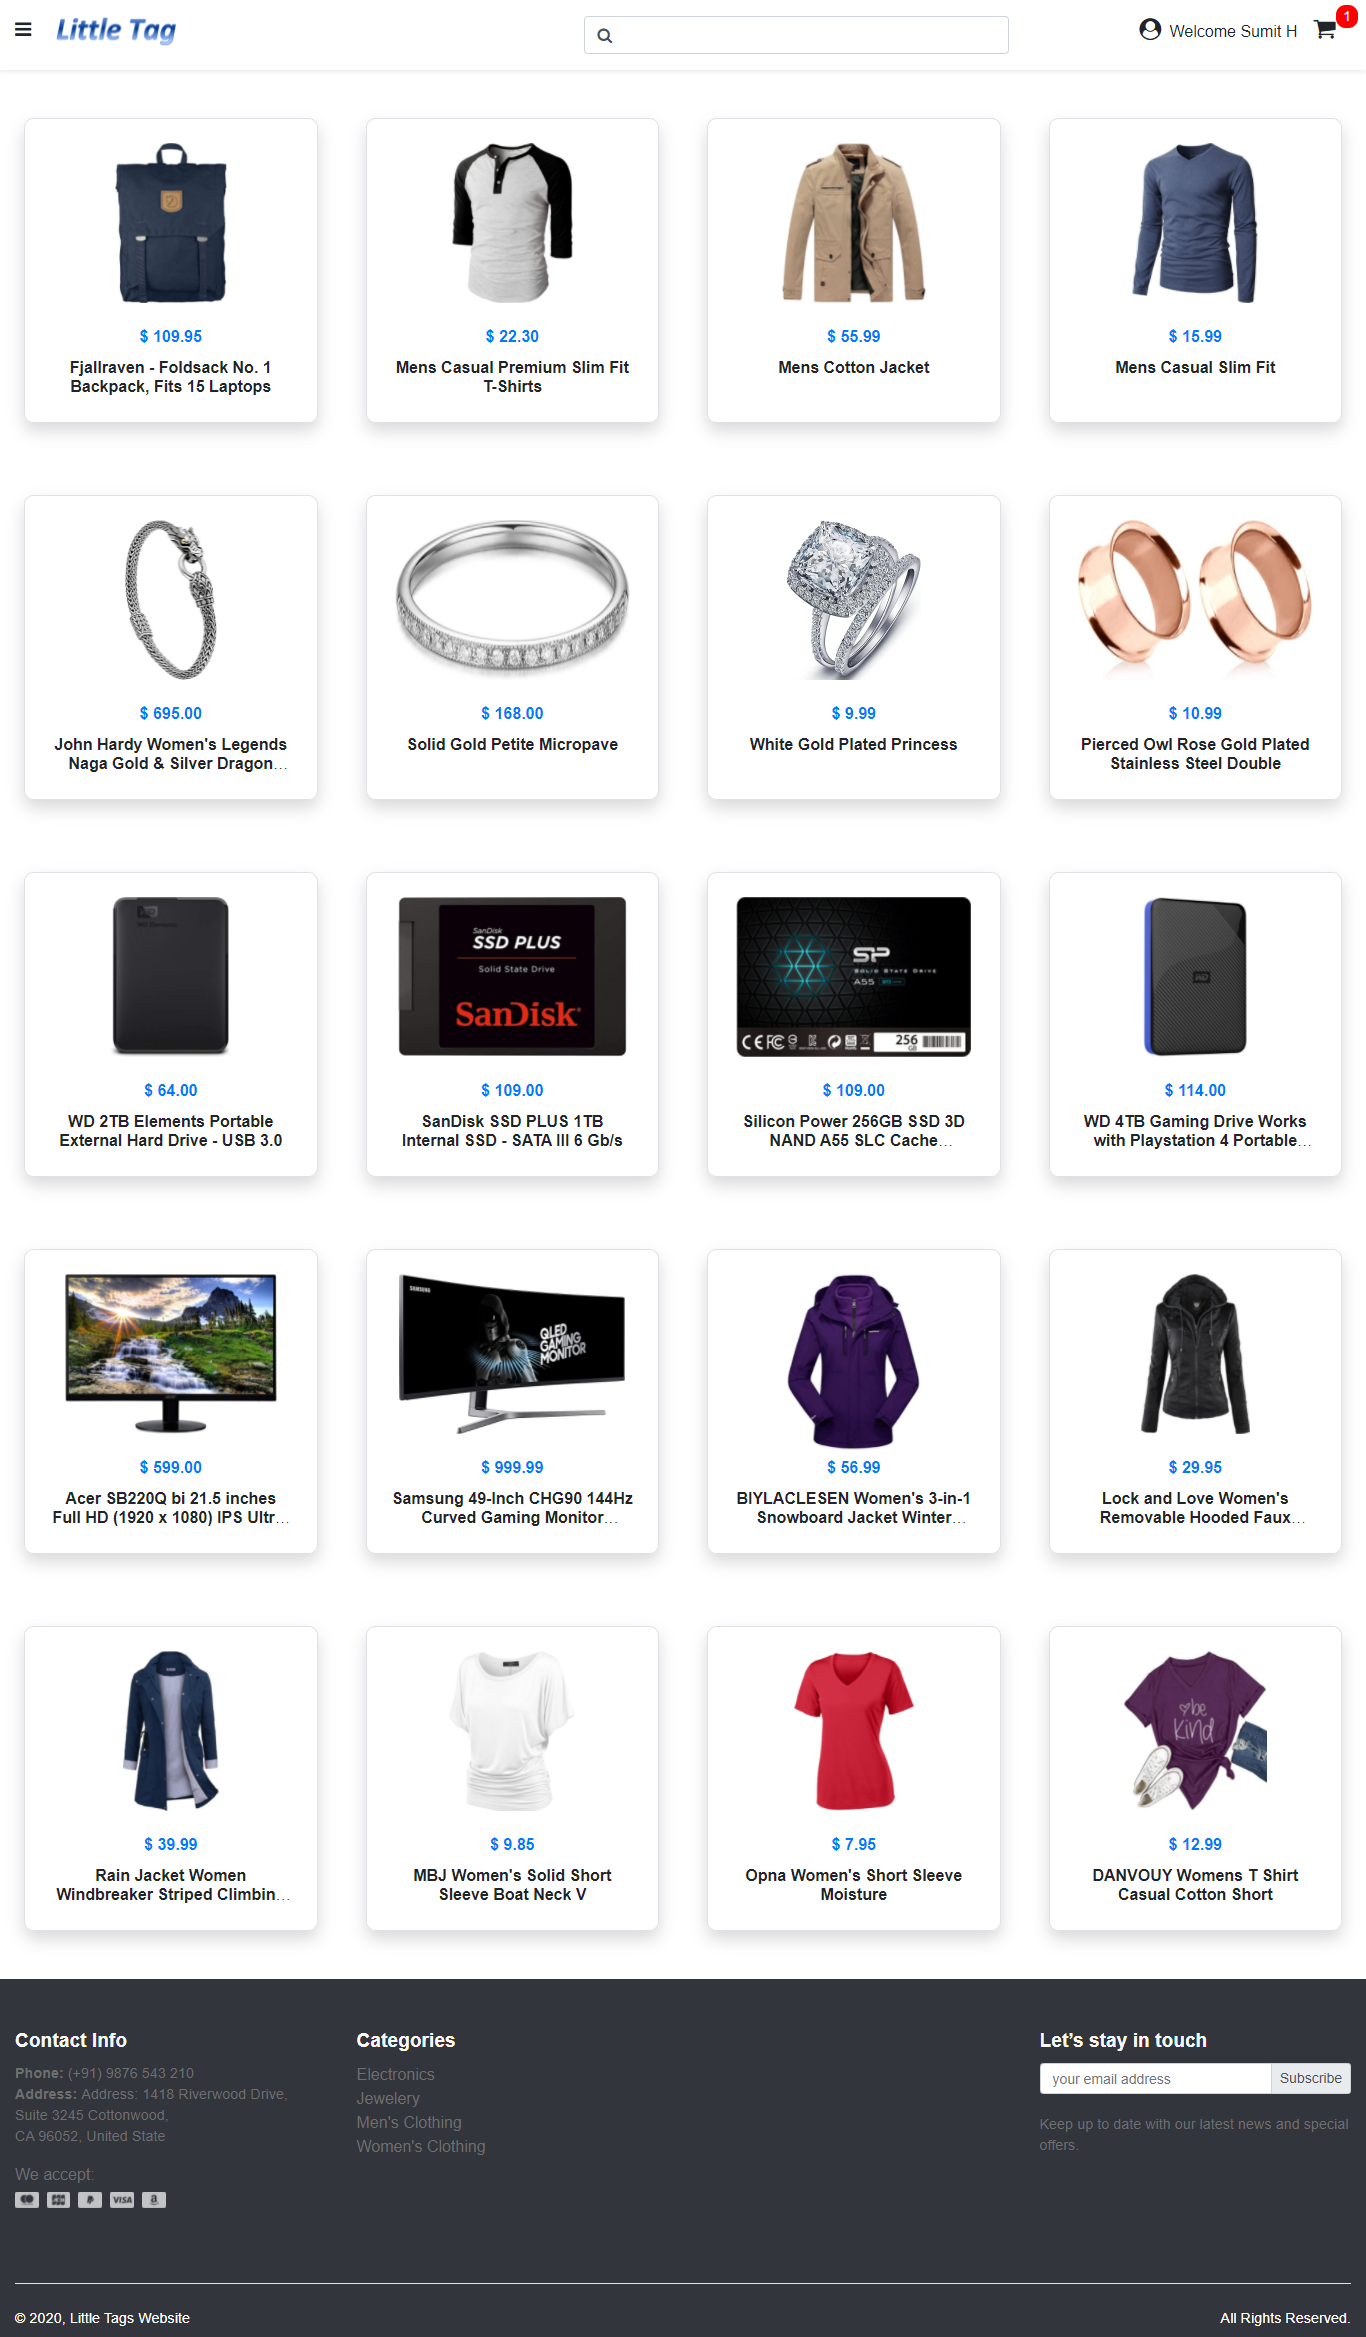 Little Tag
Welcome Sumit H
1
$ 109.95
Fjallraven - Foldsack No. 1
Backpack, Fits 15 Laptops
$ 22.30
Mens Casual Premium Slim Fit
T-Shirts
$ 55.99
Mens Cotton Jacket
$ 15.99
Mens Casual Slim Fit
$ 695.00
John Hardy Women's Legends
Naga Gold & Silver Dragon...
$ 168.00
Solid Gold Petite Micropave
$ 9.99
White Gold Plated Princess
$ 10.99
Pierced Owl Rose Gold Plated
Stainless Steel Double
WD
$ 64.00
WD 2TB Elements Portable
External Hard Drive - USB 3.0
SanDisk
SSD PLUS
Solid State Drive
SanDisk
$ 109.00
SanDisk SSD PLUS 1TB
Internal SSD - SATA III 6 Gb/s
SP
SOLID STATE DRIVE
A55
256
GB
$ 109.00
Silicon Power 256GB SSD 3D
NAND A55 SLC Cache...
WD
$ 114.00
WD 4TB Gaming Drive Works
with Playstation 4 Portable...
$ 599.00
Acer SB220Q bi 21.5 inches
Full HD (1920 x 1080) IPS Ultr...
SAMSUNG
QLED
GAMING
MONITOR
$ 999.99
Samsung 49-Inch CHG90 144Hz
Curved Gaming Monitor...
$ 56.99
BIYLACLESEN Women's 3-in-1
Snowboard Jacket Winter...
$ 29.95
Lock and Love Women's
Removable Hooded Faux...
$ 39.99
Rain Jacket Women
Windbreaker Striped Climbin...
$ 9.85
MBJ Women's Solid Short
Sleeve Boat Neck V
$ 7.95
Opna Women's Short Sleeve
Moisture
be
Kind
$ 12.99
DANVOUY Womens T Shirt
Casual Cotton Short
Contact Info
Phone: (+91) 9876 543 210
Address: Address: 1418 Riverwood Drive,
Suite 3245 Cottonwood,
CA 96052, United State
We accept:
VISA
Categories
Electronics
Jewelery
Men's Clothing
Women's Clothing
Let’s stay in touch
your email address
Subscribe
Keep up to date with our latest news and special
offers.
© 2020, Little Tags Website
All Rights Reserved.